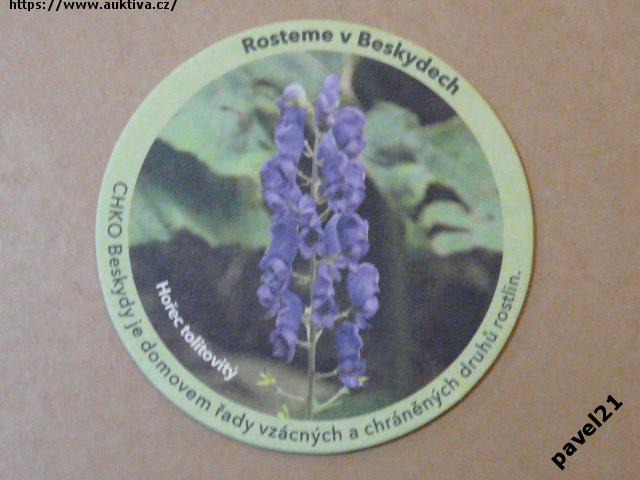 https://www.auktiva.cz/
Rosteme v Beskydech
Hořec tolitovitý
CHKO Beskydy je domovem řady vzácných a chráněných druhů rostlin.
pavel21